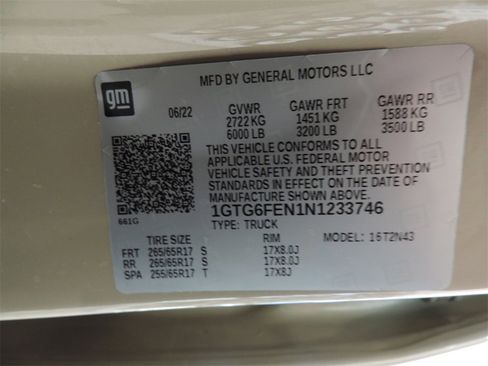 gm
MFD BY GENERAL MOTORS LLC
06/22 GVWR GAWR FRT GAWR RR
2722 KG 1451 KG 1588 KG
6000 LB 3200 LB 3500 LB
THIS VEHICLE CONFORMS TO ALL
APPLICABLE U.S. FEDERAL MOTOR
VEHICLE SAFETY AND THEFT PREVENTION
STANDARDS IN EFFECT ON THE DATE OF
MANUFACTURE SHOWN ABOVE.
661G
1GTG6FEN1N1233746
TYPE: TRUCK
TIRE SIZE RIM MODEL: 16T2N43
FRT 265/65R17 S 17X8.0J
RR 265/65R17 S 17X8.0J
SPA 255/65R17 T 17X8J